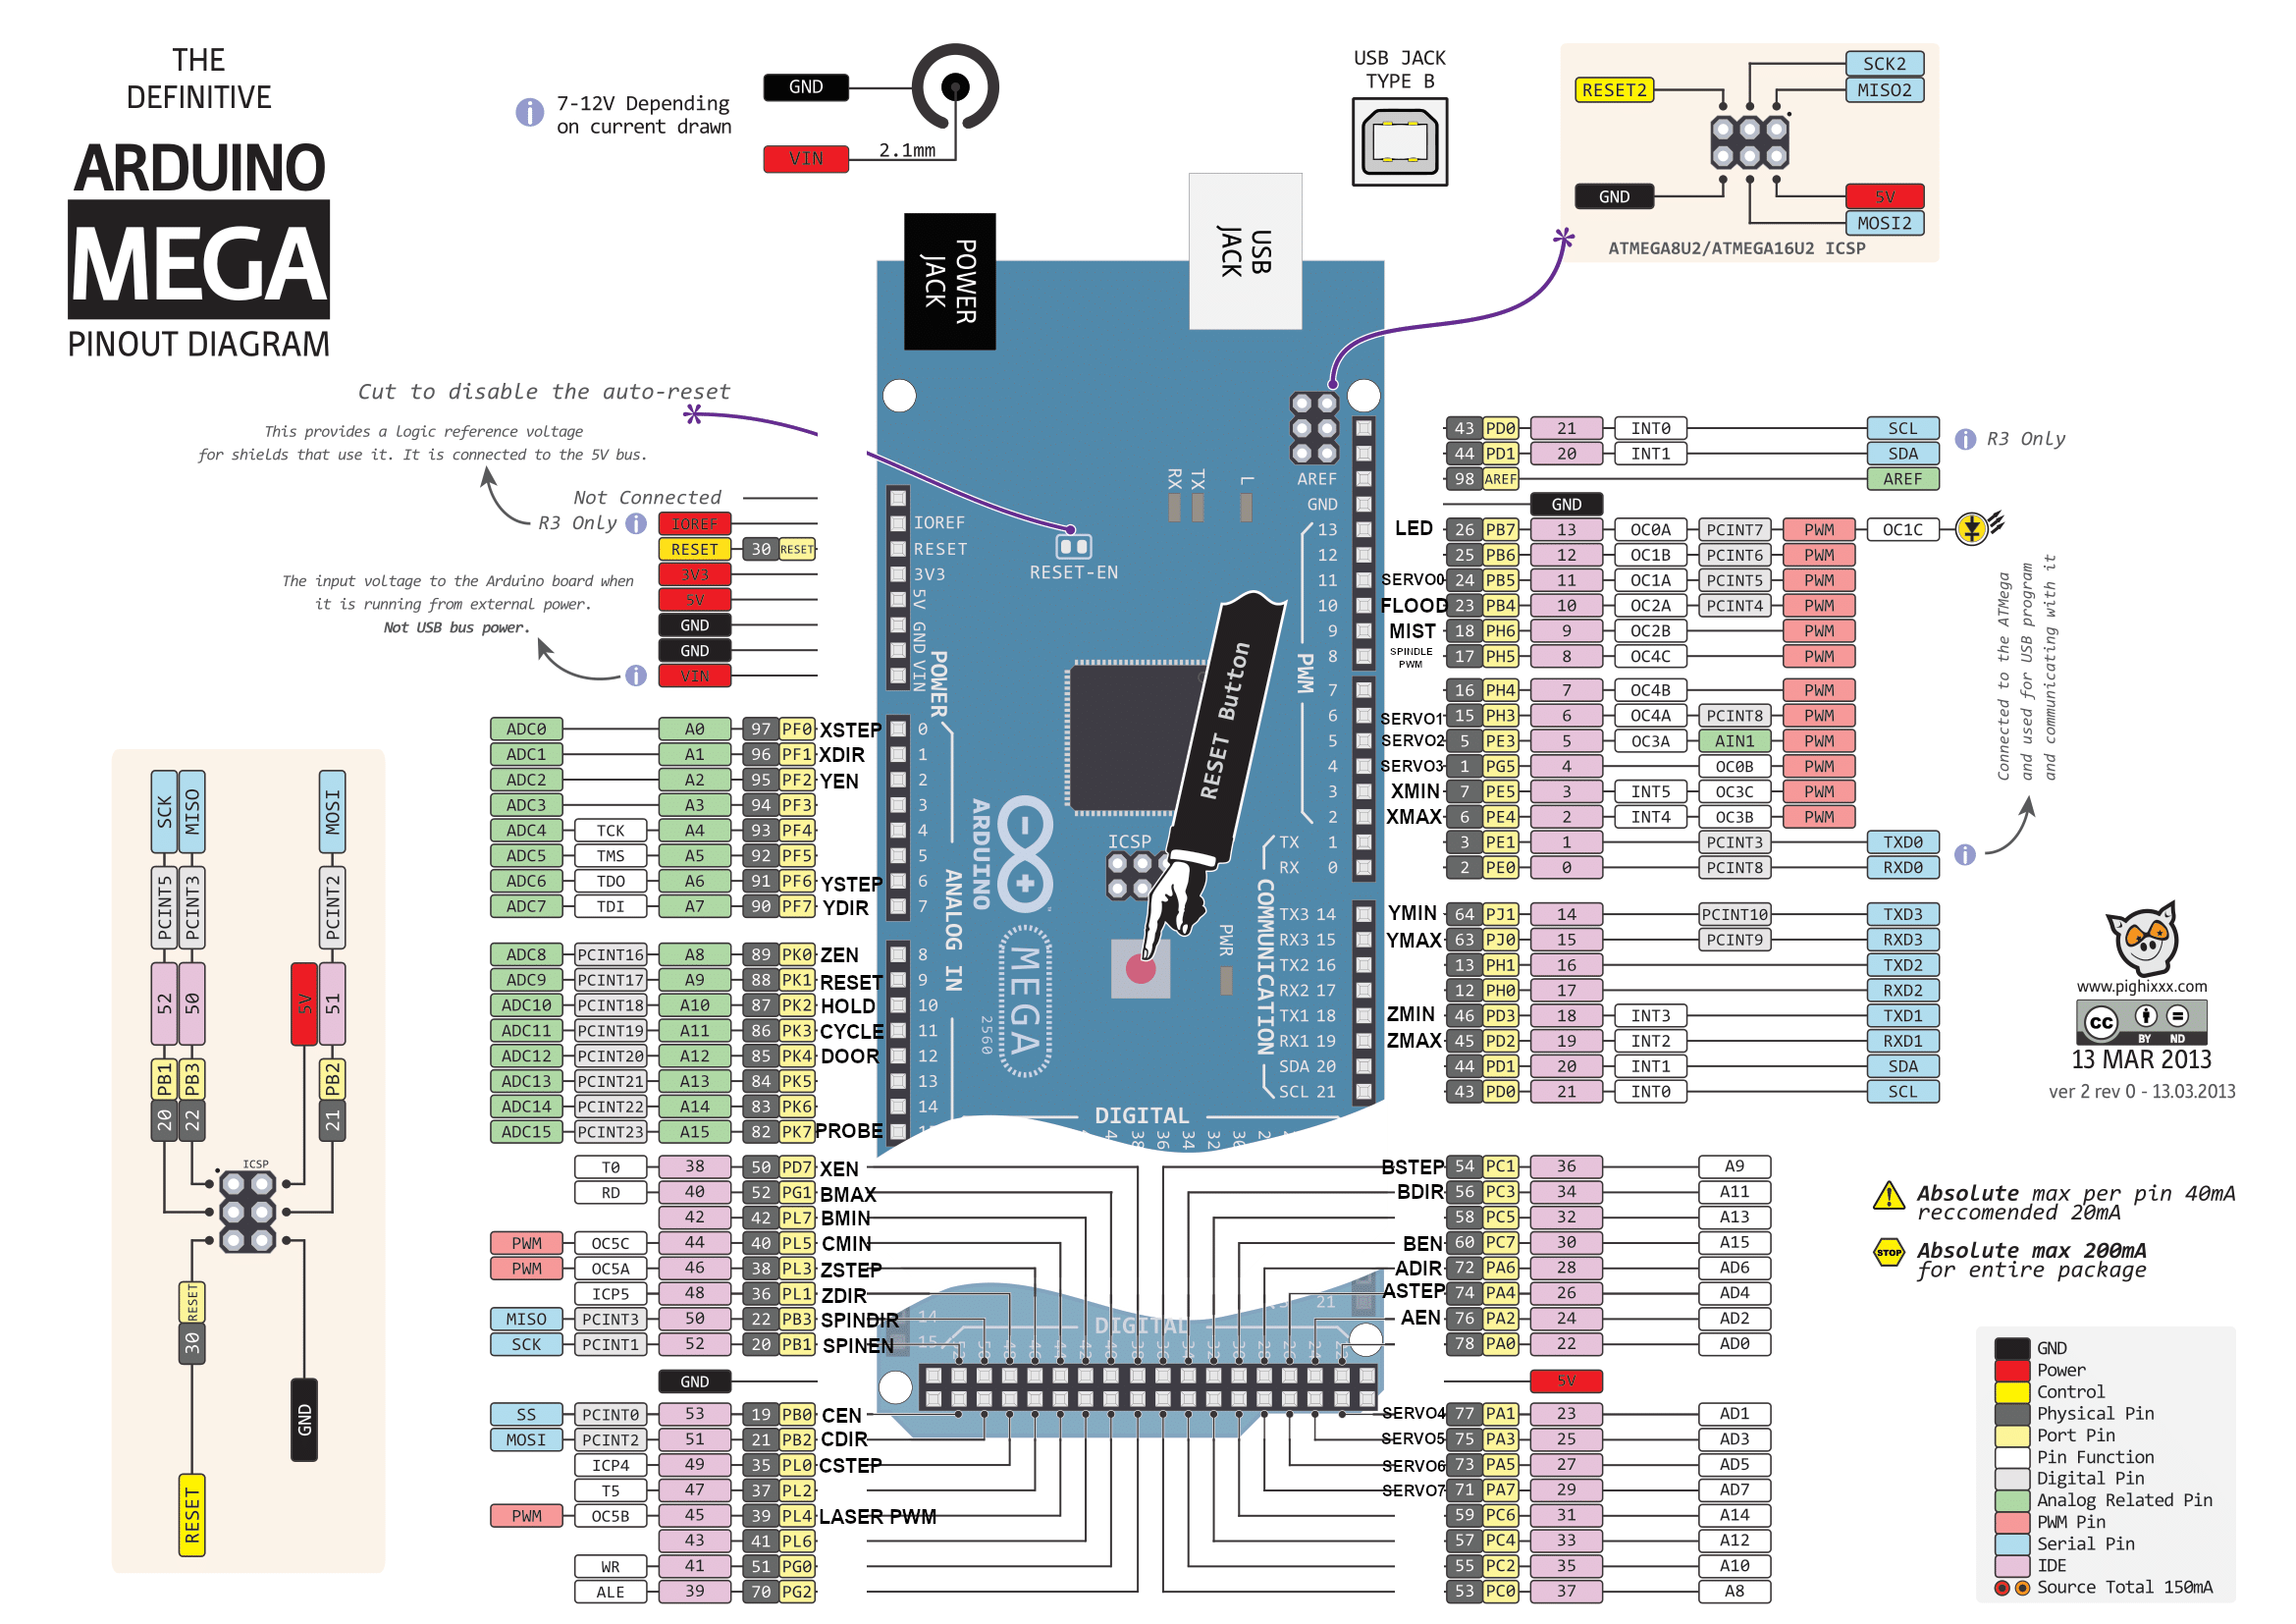 THE
DEFINITIVE
ARDUINO
MEGA
PINOUT DIAGRAM
7-12V Depending
on current drawn
GND
VIN
2.1mm
POWER
JACK
USB
JACK
USB JACK
TYPE B
RESET2
GND
SCK2
MISO2
5V
MOSI2
ATMEGA8U2/ATMEGA16U2 ICSP
Cut to disable the auto-reset
This provides a logic reference voltage
for shields that use it. It is connected to the 5V bus.
Not Connected
R3 Only IOREF
RESET 30 RESET
3V3
5V
GND
GND
VIN
The input voltage to the Arduino board when
it is running from external power.
Not USB bus power.
ADC0 A0 97 PF0 XSTEP
ADC1 A1 96 PF1 XDIR
ADC2 A2 95 PF2 YEN
ADC3 A3 94 PF3
ADC4 TCK A4 93 PF4
ADC5 TMS A5 92 PF5
ADC6 TDO A6 91 PF6 YSTEP
ADC7 TDI A7 90 PF7 YDIR
ADC8 PCINT16 A8 89 PK0 ZEN
ADC9 PCINT17 A9 88 PK1 RESET
ADC10 PCINT18 A10 87 PK2 HOLD
ADC11 PCINT19 A11 86 PK3 CYCLE
ADC12 PCINT20 A12 85 PK4 DOOR
ADC13 PCINT21 A13 84 PK5
ADC14 PCINT22 A14 83 PK6
ADC15 PCINT23 A15 82 PK7 PROBE
T0 38 50 PD7 XEN
RD 40 52 PG1 BMAX
42 42 PL7 BMIN
PWM OC5C 44 40 PL5 CMIN
PWM OC5A 46 38 PL3 ZSTEP
ICP5 48 36 PL1 ZDIR
MISO PCINT3 50 22 PB3 SPINDIR
SCK PCINT1 52 20 PB1 SPINEN
GND
SS PCINT0 53 19 PB0 CEN
MOSI PCINT2 51 21 PB2 CDIR
ICP4 49 35 PL0 CSTEP
T5 47 37 PL2
PWM OC5B 45 39 PL4 LASER PWM
43 41 PL6
WR 41 51 PG0
ALE 39 70 PG2
SCK PCINT5 52 PB1 20
MISO PCINT3 50 PB3 22
MOSI PCINT2 51 PB2 21
5V
ICSP
RESET 30 RESET
GND
IOREF
RESET
3V3
5V
GND
VIN
POWER
0
1
2
3
4
5
6
7
8
9
10
11
12
13
14
ANALOG IN
RX
TX
L
RESET-EN
ICSP
ARDUINO
MEGA
2560
PWR
RESET Button
AREF
GND
13
12
11
10
9
8
7
6
5
4
3
2
PWM
TX 1
RX 0
TX3 14
RX3 15
TX2 16
RX2 17
TX1 18
RX1 19
SDA 20
SCL 21
COMMUNICATION
DIGITAL
38 36 34 32
14
15
21
DIGITAL
43 PD0 21 INT0 SCL
44 PD1 20 INT1 SDA
R3 Only
98 AREF AREF
GND
LED 26 PB7 13 OC0A PCINT7 PWM OC1C
25 PB6 12 OC1B PCINT6 PWM
SERVO0 24 PB5 11 OC1A PCINT5 PWM
FLOOD 23 PB4 10 OC2A PCINT4 PWM
MIST 18 PH6 9 OC2B PWM
SPINDLE
PWM
17 PH5 8 OC4C PWM
16 PH4 7 OC4B PWM
SERVO1 15 PH3 6 OC4A PCINT8 PWM
SERVO2 5 PE3 5 OC3A AIN1 PWM
SERVO3 1 PG5 4 OC0B PWM
XMIN 7 PE5 3 INT5 OC3C PWM
XMAX 6 PE4 2 INT4 OC3B PWM
3 PE1 1 PCINT3 TXD0
2 PE0 0 PCINT8 RXD0
Connected to the ATMega
and used for USB program
and communicating with it
YMIN 64 PJ1 14 PCINT10 TXD3
YMAX 63 PJ0 15 PCINT9 RXD3
13 PH1 16 TXD2
12 PH0 17 RXD2
ZMIN 46 PD3 18 INT3 TXD1
ZMAX 45 PD2 19 INT2 RXD1
44 PD1 20 INT1 SDA
43 PD0 21 INT0 SCL
BSTEP 54 PC1 36 A9
BDIR 56 PC3 34 A11
58 PC5 32 A13
BEN 60 PC7 30 A15
ADIR 72 PA6 28 AD6
ASTEP 74 PA4 26 AD4
AEN 76 PA2 24 AD2
78 PA0 22 AD0
5V
SERVO4 77 PA1 23 AD1
SERVO5 75 PA3 25 AD3
SERVO6 73 PA5 27 AD5
SERVO7 71 PA7 29 AD7
59 PC6 31 A14
57 PC4 33 A12
55 PC2 35 A10
53 PC0 37 A8
www.pighixxx.com
cc BY ND
13 MAR 2013
ver 2 rev 0 - 13.03.2013
Absolute max per pin 40mA
reccomended 20mA
STOP
Absolute max 200mA
for entire package
GND
Power
Control
Physical Pin
Port Pin
Pin Function
Digital Pin
Analog Related Pin
PWM Pin
Serial Pin
IDE
Source Total 150mA